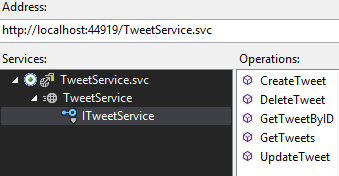 Address:
http://localhost:44919/TweetService.svc
Services:
TweetService.svc
TweetService
ITweetService
Operations:
CreateTweet
DeleteTweet
GetTweetByID
GetTweets
UpdateTweet